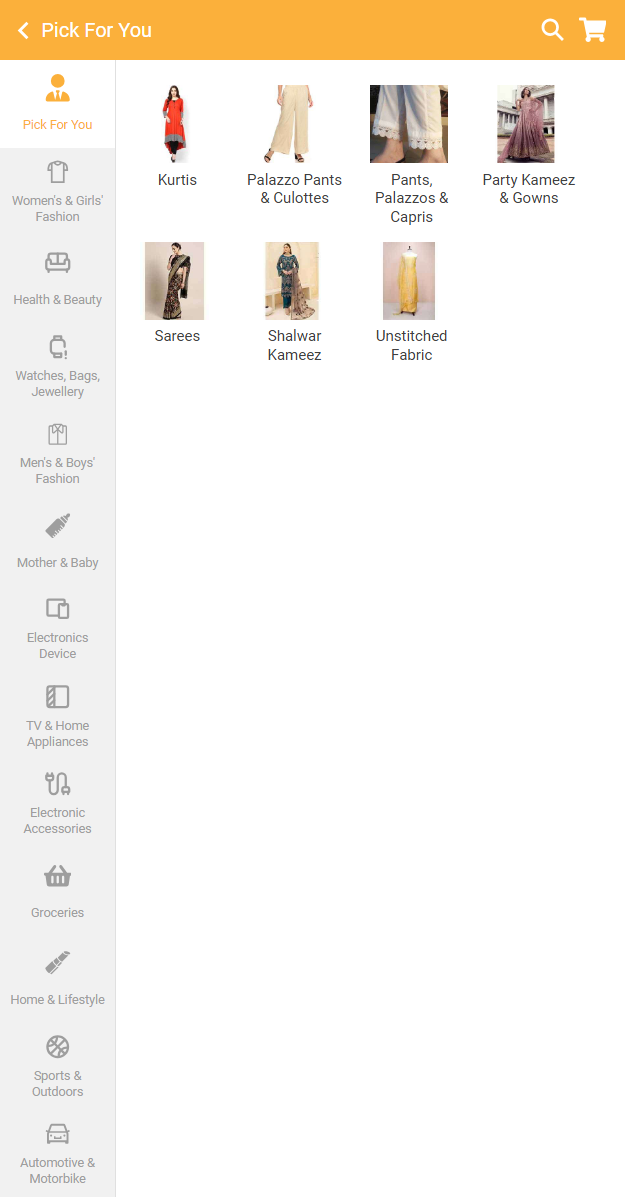 Pick For You
Pick For You
Women's & Girls'
Fashion
Health & Beauty
Watches, Bags,
Jewellery
Men's & Boys'
Fashion
Mother & Baby
Electronics
Device
TV & Home
Appliances
Electronic
Accessories
Groceries
Home & Lifestyle
Sports &
Outdoors
Automotive &
Motorbike
Kurtis
Palazzo Pants
& Culottes
Pants,
Palazzos &
Capris
Party Kameez
& Gowns
Sarees
Shalwar
Kameez
Unstitched
Fabric